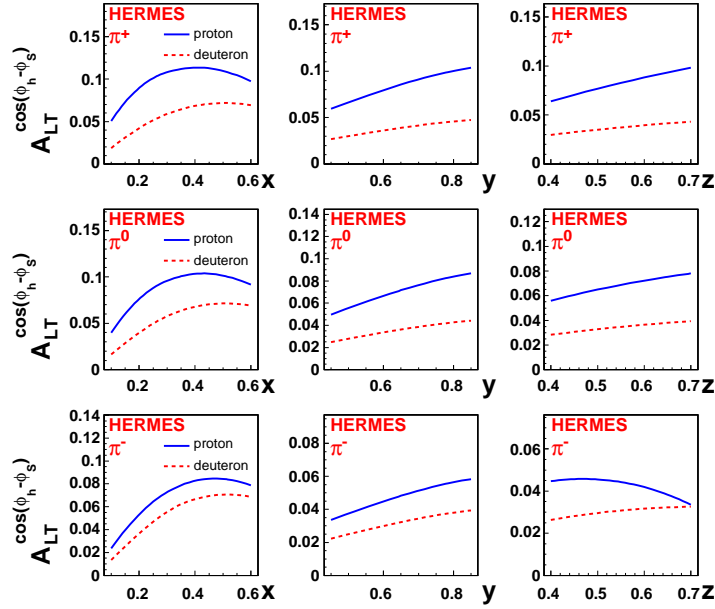 HERMES
π+
proton
deuteron
A_LT^cos(ϕ_h-ϕ_S)
0.15
0.1
0.05
0
0.2 0.4 0.6 x
HERMES
π+
0.15
0.1
0.05
0
0.6 0.8 y
HERMES
π+
0.2
0.15
0.1
0.05
0
0.4 0.5 0.6 0.7 z
HERMES
π0
proton
deuteron
A_LT^cos(ϕ_h-ϕ_S)
0.15
0.1
0.05
0
0.2 0.4 0.6 x
HERMES
π0
0.14
0.12
0.1
0.08
0.06
0.04
0.02
0
0.6 0.8 y
HERMES
π0
0.12
0.1
0.08
0.06
0.04
0.02
0
0.4 0.5 0.6 0.7 z
HERMES
π-
proton
deuteron
A_LT^cos(ϕ_h-ϕ_S)
0.14
0.12
0.1
0.08
0.06
0.04
0.02
0
0.2 0.4 0.6 x
HERMES
π-
0.08
0.06
0.04
0.02
0
0.6 0.8 y
HERMES
π-
0.06
0.04
0.02
0
0.4 0.5 0.6 0.7 z